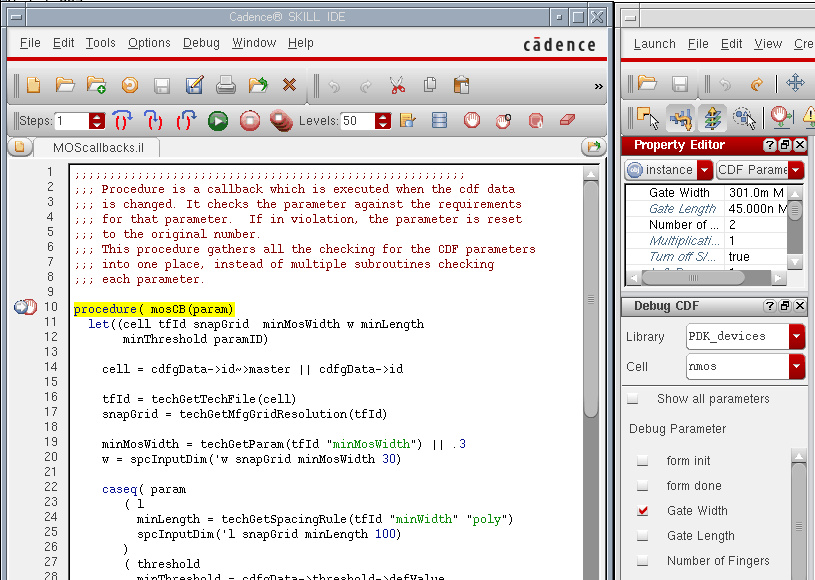 Cadence® SKILL IDE
File Edit Tools Options Debug Window Help
cādence
Steps: 1 Levels: 50 »
MOScallbacks.il
1 ;;;;;;;;;;;;;;;;;;;;;;;;;;;;;;;;;;;;;;;;;;;;;;;;;;;;;;;
2 ;;; Procedure is a callback which is executed when the cdf data
3 ;;; is changed. It checks the parameter against the requirements
4 ;;; for that parameter.  If in violation, the parameter is reset
5 ;;; to the original number.
6 ;;; This procedure gathers all the checking for the CDF parameters
7 ;;; into one place, instead of multiple subroutines checking
8 ;;; each parameter.
9
10 procedure( mosCB(param)
11 let((cell tfId snapGrid  minMosWidth w minLength
12 minThreshold paramID)
13
14 cell = cdfgData->id~>master || cdfgData->id
15
16 tfId = techGetTechFile(cell)
17 snapGrid = techGetMfgGridResolution(tfId)
18
19 minMosWidth = techGetParam(tfId "minMosWidth") || .3
20 w = spcInputDim('w snapGrid minMosWidth 30)
21
22 caseq( param
23 ( l
24 minLength = techGetSpacingRule(tfId "minWidth" "poly")
25 spcInputDim('l snapGrid minLength 100)
26 )
27 ( threshold
28 minThreshold = cdfgData->threshold->defValue
Launch File Edit View Cre
Property Editor
instance CDF Parame
Gate Width 301.0m M
Gate Length 45.000n M
Number of ... 2
Multiplicati... 1
Turn off S/... true
Debug CDF
Library PDK_devices
Cell nmos
Show all parameters
Debug Parameter
form init
form done
Gate Width
Gate Length
Number of Fingers